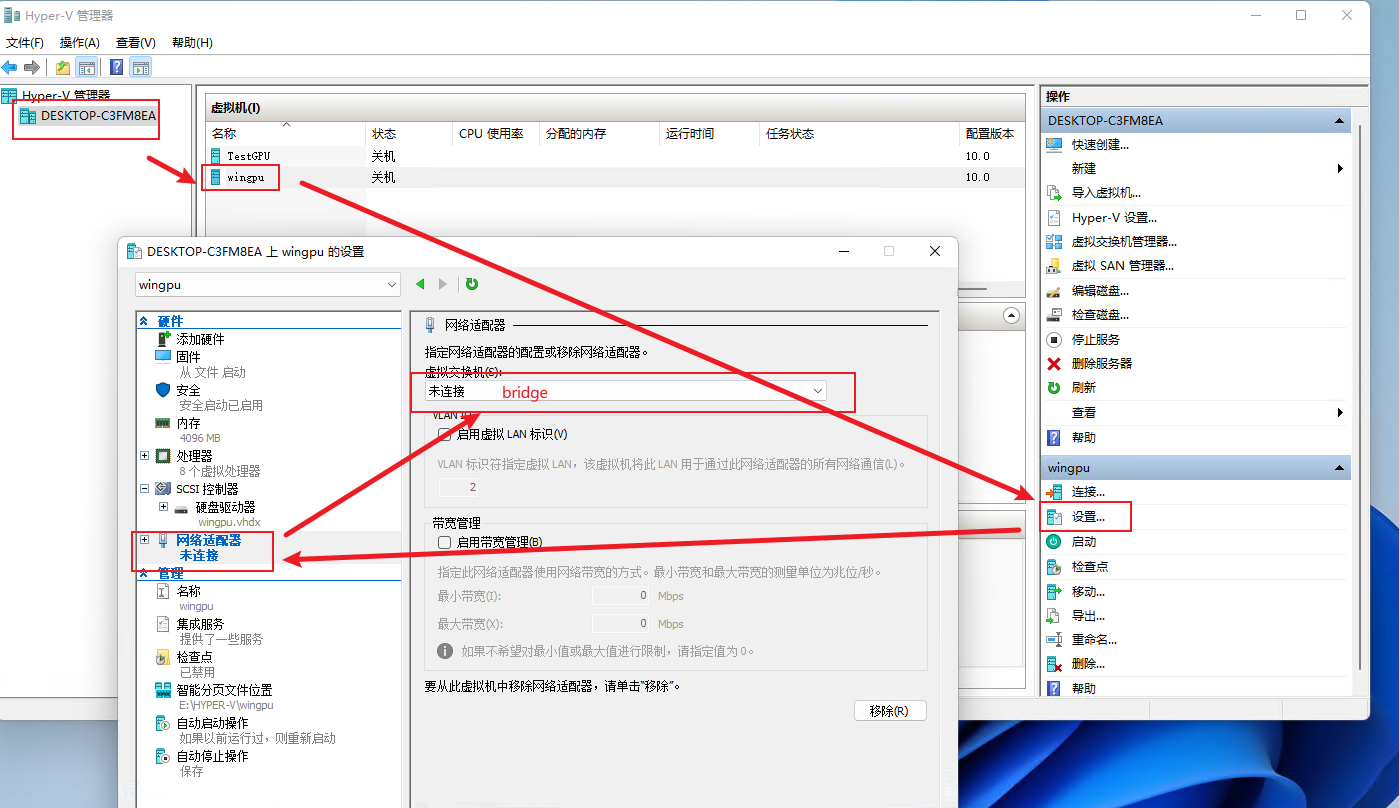 Hyper-V 管理器
文件(F) 操作(A) 查看(V) 帮助(H)
Hyper-V 管理器
DESKTOP-C3FM8EA
虚拟机(I)
名称 状态 CPU 使用率 分配的内存 运行时间 任务状态 配置版本
TestGPU 关机 10.0
wingpu 关机 10.0
操作
DESKTOP-C3FM8EA
快速创建...
新建
导入虚拟机...
Hyper-V 设置...
虚拟交换机管理器...
虚拟 SAN 管理器...
编辑磁盘...
检查磁盘...
停止服务
删除服务器
刷新
查看
帮助
wingpu
连接...
设置...
启动
检查点
移动...
导出...
重命名...
删除...
帮助
DESKTOP-C3FM8EA 上 wingpu 的设置
wingpu
硬件
添加硬件
固件
从 文件 启动
安全
安全启动已启用
内存
4096 MB
处理器
8 个虚拟处理器
SCSI 控制器
硬盘驱动器
wingpu.vhdx
网络适配器
未连接
管理
名称
wingpu
集成服务
提供了一些服务
检查点
已禁用
智能分页文件位置
E:\HYPER-V\wingpu
自动启动操作
如果以前运行过，则重新启动
自动停止操作
保存
网络适配器
指定网络适配器的配置或移除网络适配器。
虚拟交换机(S):
未连接 bridge
VLAN
启用虚拟 LAN 标识(V)
VLAN 标识符指定虚拟 LAN，该虚拟机将此 LAN 用于通过此网络适配器的所有网络通信(L)。
2
带宽管理
启用带宽管理(B)
指定此网络适配器使用网络带宽的方式。最小带宽和最大带宽的测量单位为兆位/秒。
最小带宽(I): 0 Mbps
最大带宽(X): 0 Mbps
如果不希望对最小值或最大值进行限制，请指定值为 0。
要从此虚拟机中移除网络适配器，请单击"移除"。
移除(R)